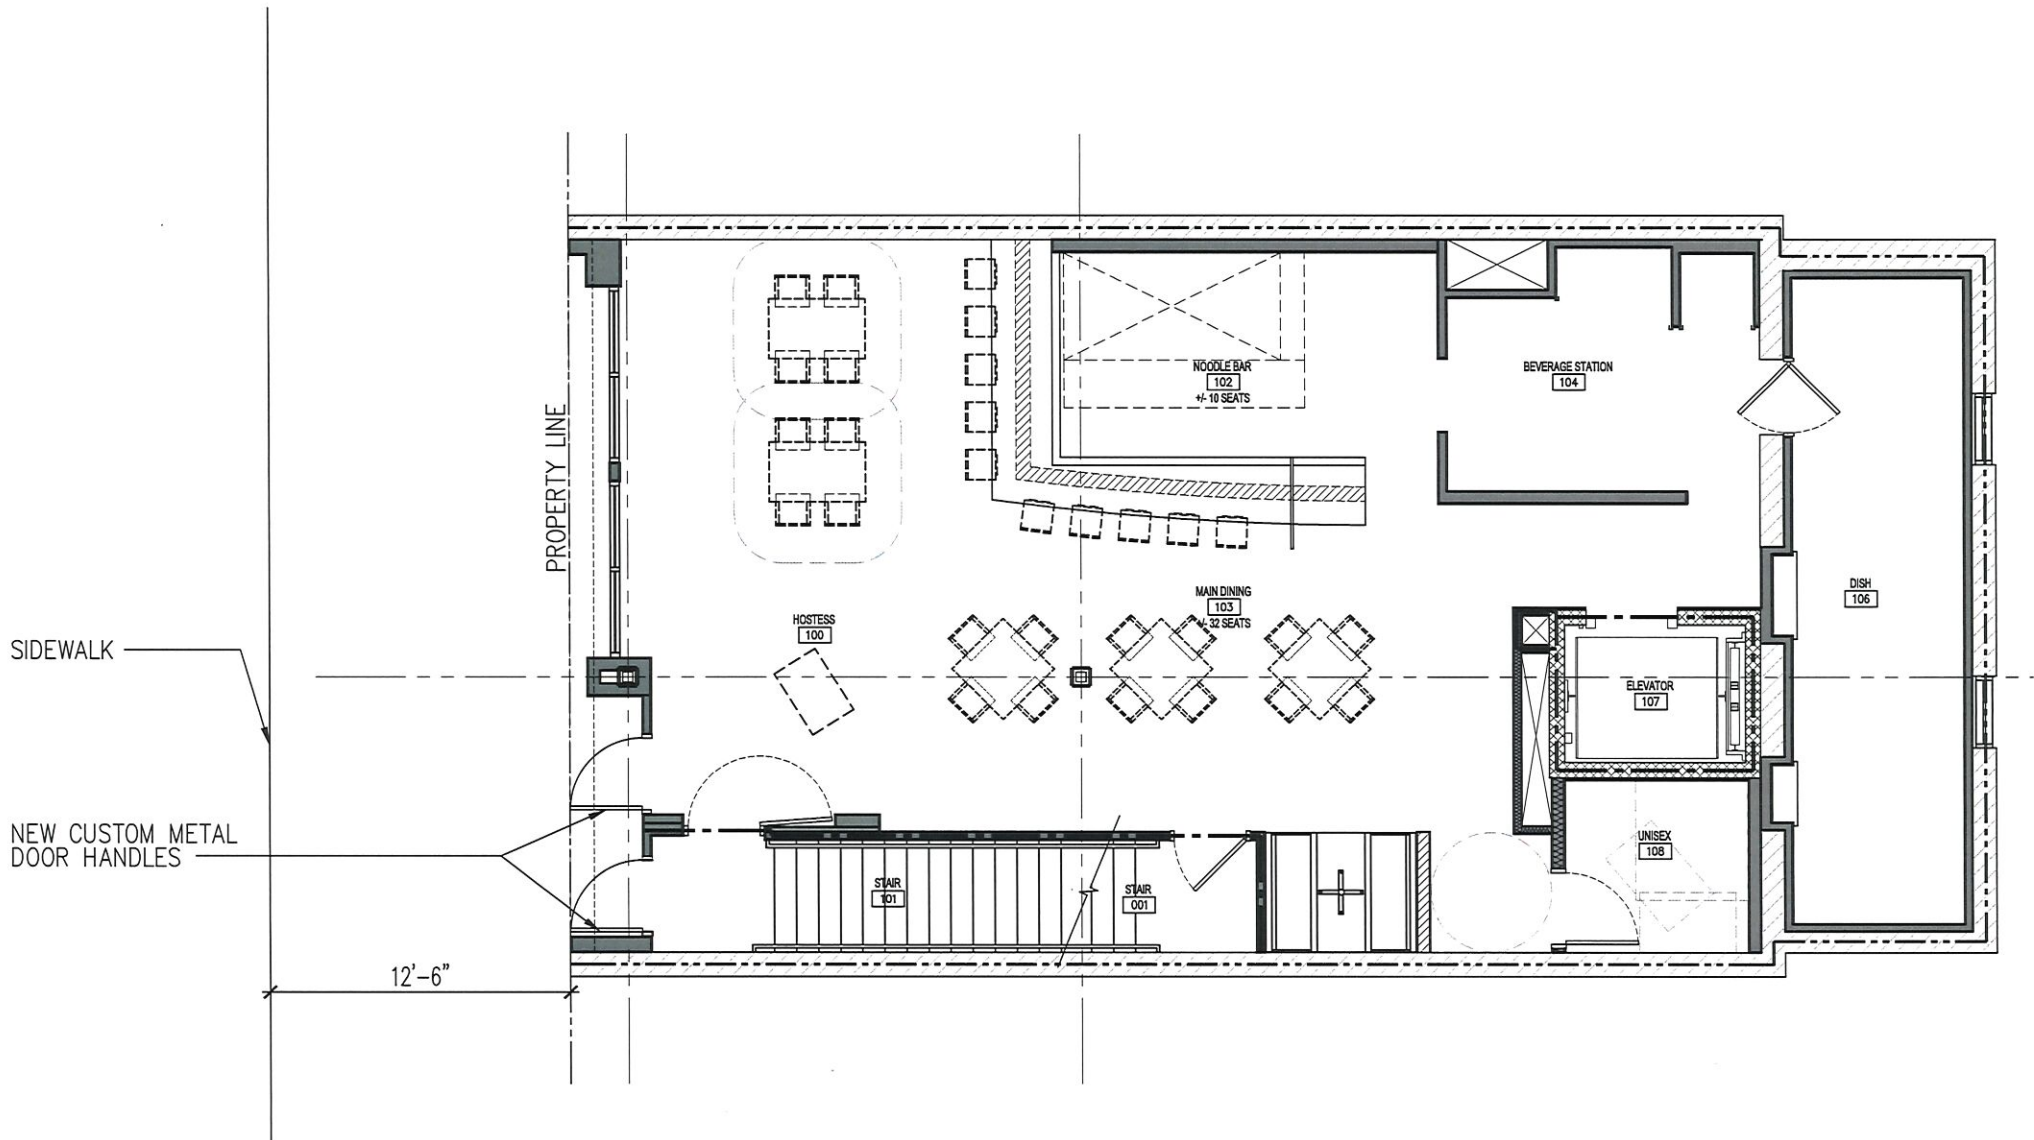 NOODLE BAR
102
+/- 10 SEATS
BEVERAGE STATION
104
PROPERTY LINE
MAIN DINING
103
+/- 32 SEATS
DISH
106
HOSTESS
100
SIDEWALK
ELEVATOR
107
NEW CUSTOM METAL
DOOR HANDLES
UNISEX
108
STAIR
101
STAIR
001
12'-6"